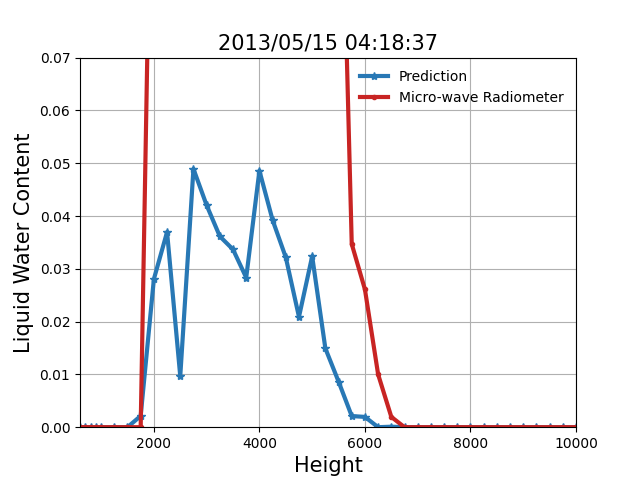 2013/05/15 04:18:37
0.07
0.06
0.05
0.04
0.03
0.02
0.01
0.00
Liquid Water Content
Prediction
Micro-wave Radiometer
2000 4000 6000 8000 10000
Height